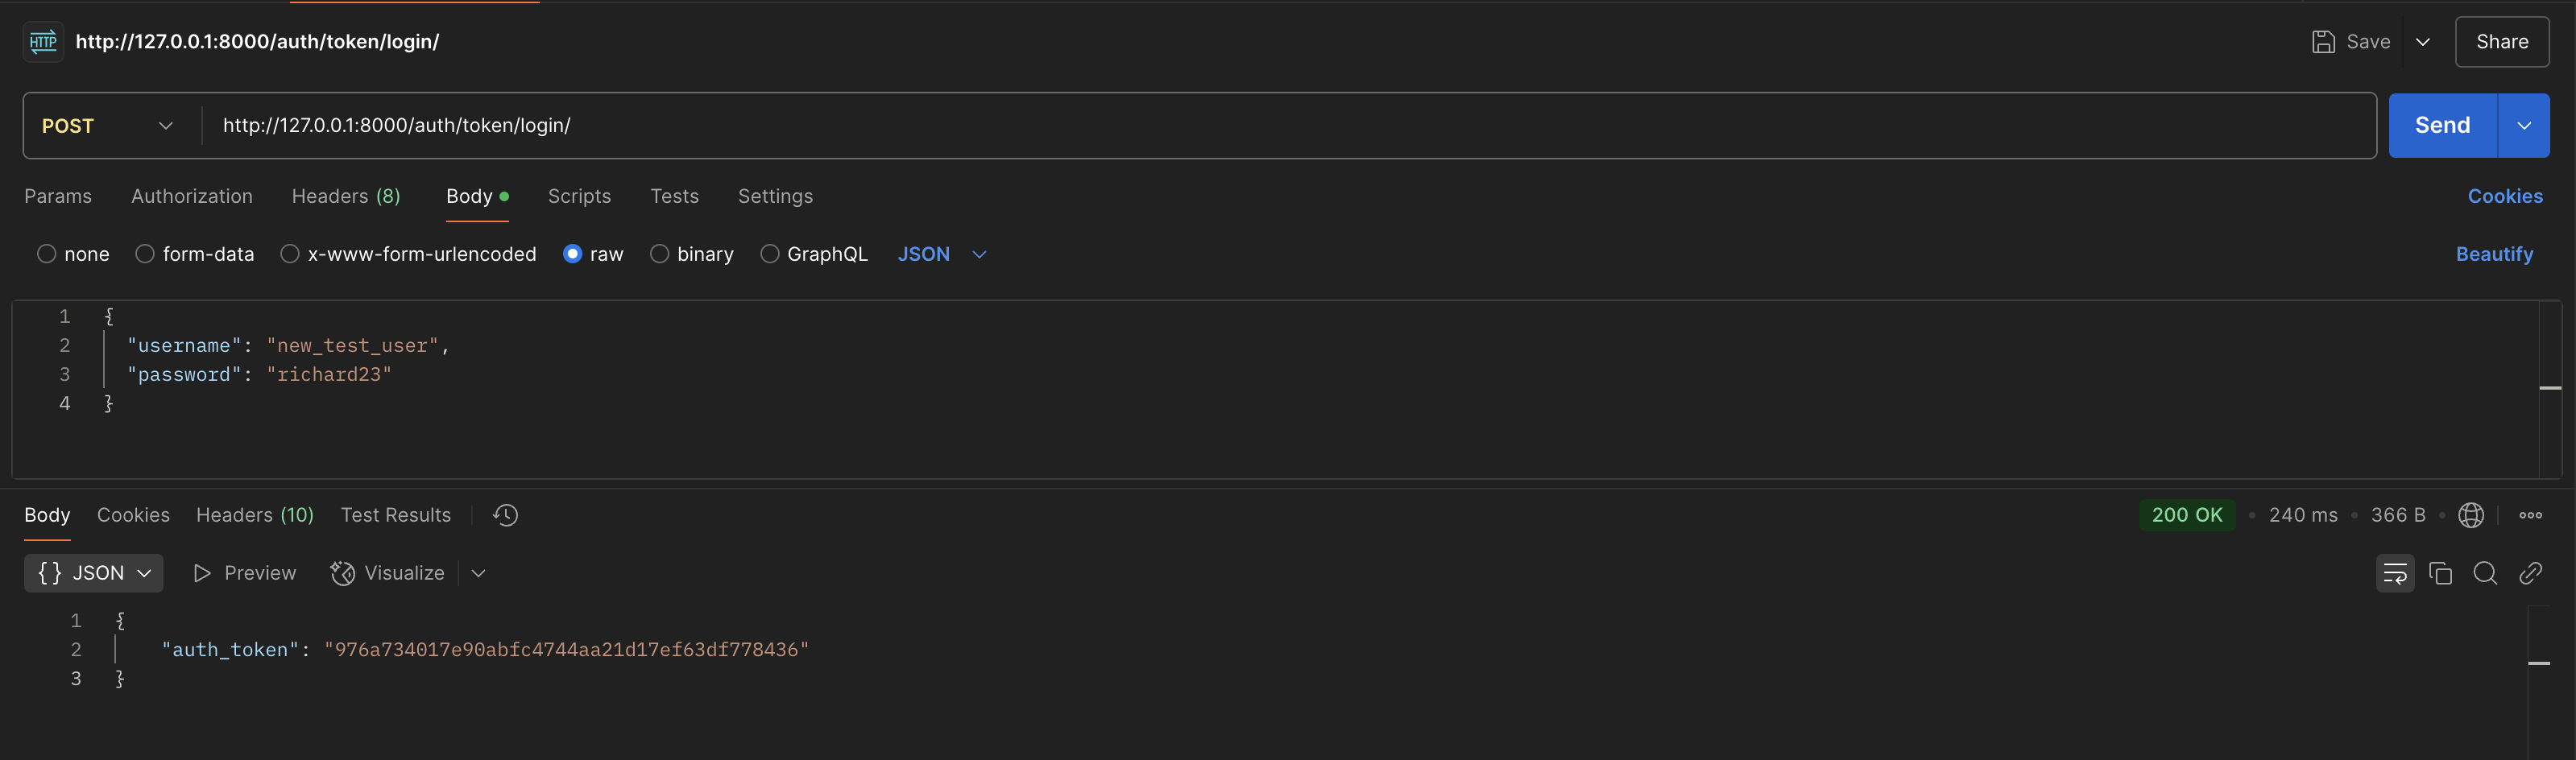 HTTP http://127.0.0.1:8000/auth/token/login/ Save Share
POST http://127.0.0.1:8000/auth/token/login/ Send
Params Authorization Headers (8) Body Scripts Tests Settings Cookies
none form-data x-www-form-urlencoded raw binary GraphQL JSON Beautify
1 {
2 "username": "new_test_user",
3 "password": "richard23"
4 }
Body Cookies Headers (10) Test Results 200 OK • 240 ms • 366 B •
{} JSON Preview Visualize
1 {
2 "auth_token": "976a734017e90abfc4744aa21d17ef63df778436"
3 }